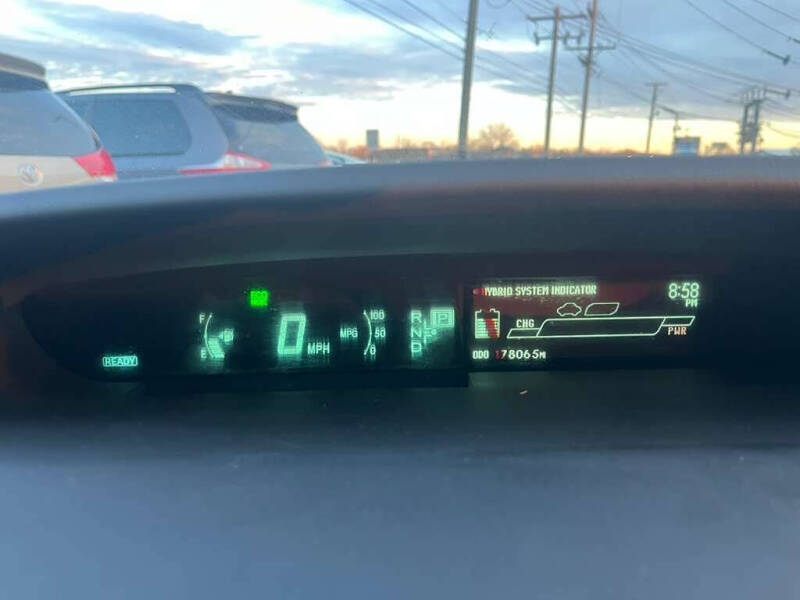 HYBRID SYSTEM INDICATOR
8:58
PM
F
E
READY
0 MPH
MPG
100
50
0
R
N
D
P
CHG
PWR
ODO 178065M